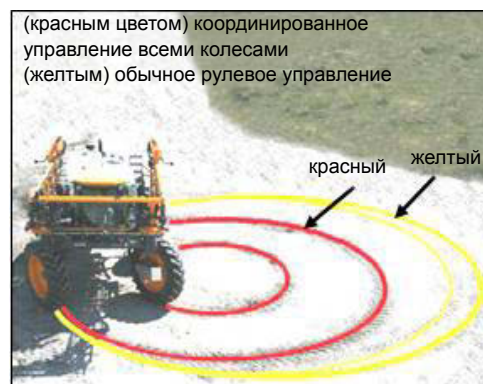 (красным цветом) координированное
управление всеми колесами
(желтым) обычное рулевое управление
красный
желтый